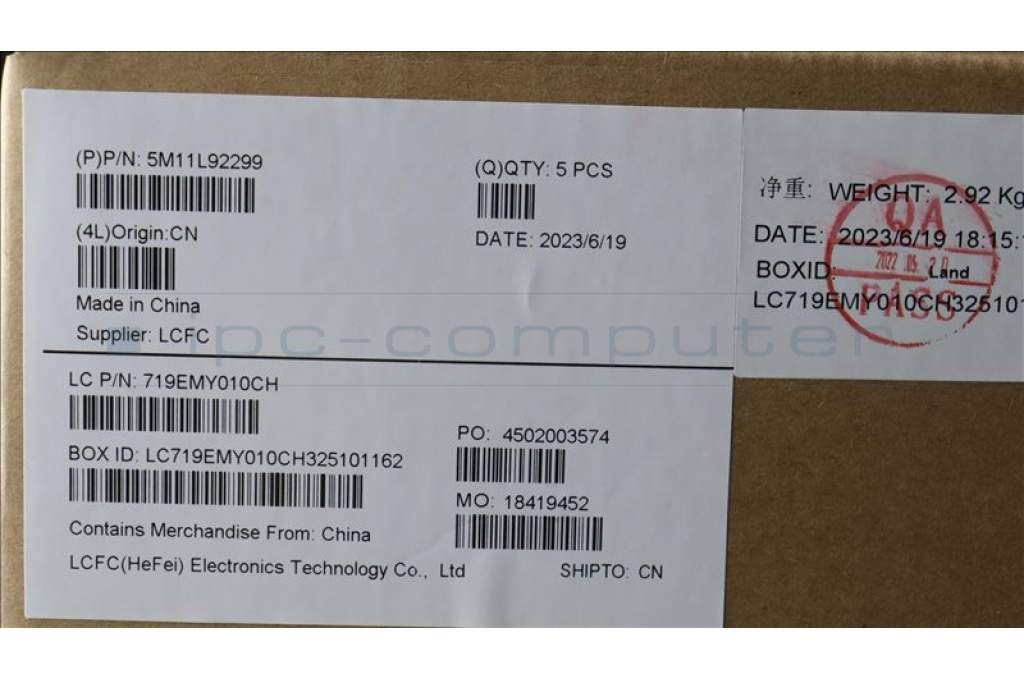 (P)P/N: 5M11L92299
(Q)QTY: 5 PCS
(4L)Origin:CN
DATE: 2023/6/19
Made in China
Supplier: LCFC
LC P/N: 719EMY010CH
PO: 4502003574
BOX ID: LC719EMY010CH325101162
MO: 18419452
Contains Merchandise From: China
LCFC(HeFei) Electronics Technology Co., Ltd
SHIPTO: CN
净重: WEIGHT: 2.92 Kg
DATE: 2023/6/19 18:15:
BOXID: Land
LC719EMY010CH325101
QA
PASS
pc-computer